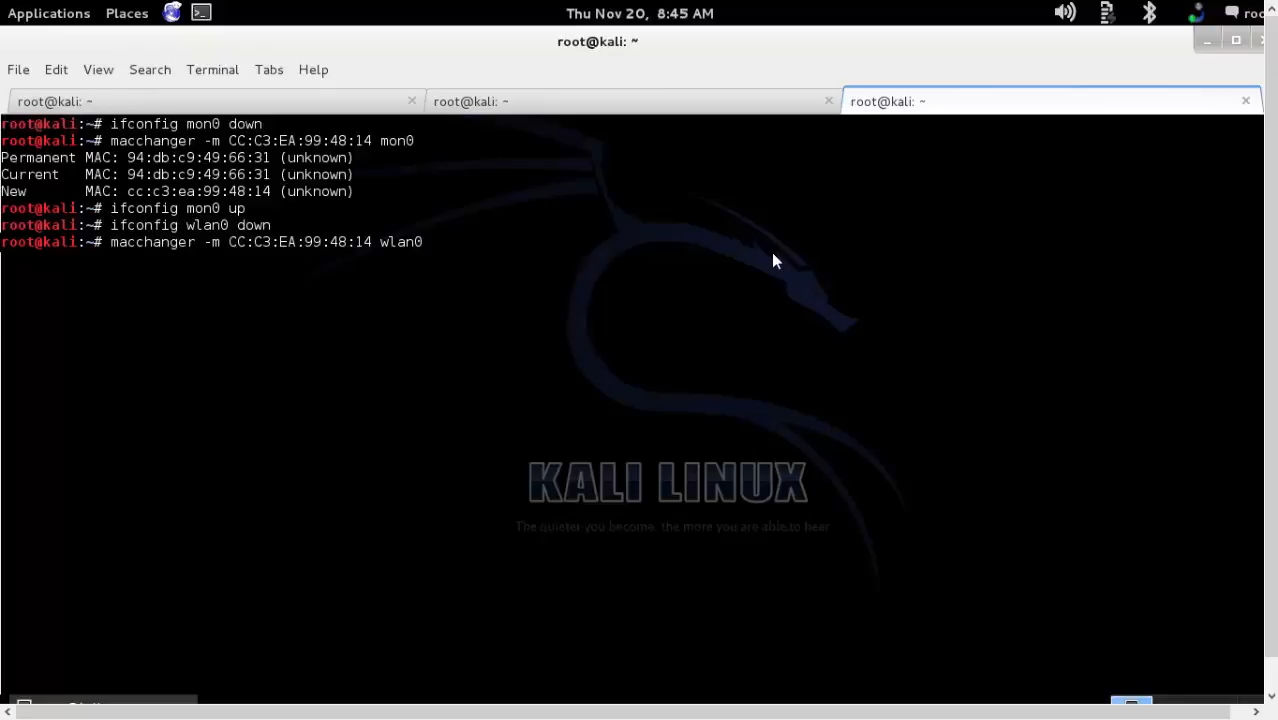 Applications Places Thu Nov 20, 8:45 AM
root@kali: ~
File Edit View Search Terminal Tabs Help
root@kali: ~ root@kali: ~ root@kali: ~
root@kali:~# ifconfig mon0 down
root@kali:~# macchanger -m CC:C3:EA:99:48:14 mon0
Permanent MAC: 94:db:c9:49:66:31 (unknown)
Current   MAC: 94:db:c9:49:66:31 (unknown)
New       MAC: cc:c3:ea:99:48:14 (unknown)
root@kali:~# ifconfig mon0 up
root@kali:~# ifconfig wlan0 down
root@kali:~# macchanger -m CC:C3:EA:99:48:14 wlan0
KALI LINUX
The quieter you become, the more you are able to hear